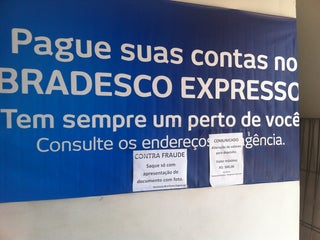 Pague suas contas no
BRADESCO EXPRESSO
Tem sempre um perto de você
Consulte os endereços agência.
CONTRA FRAUDE
Saque só com
apresentação de
documento com foto.
COMUNICADO